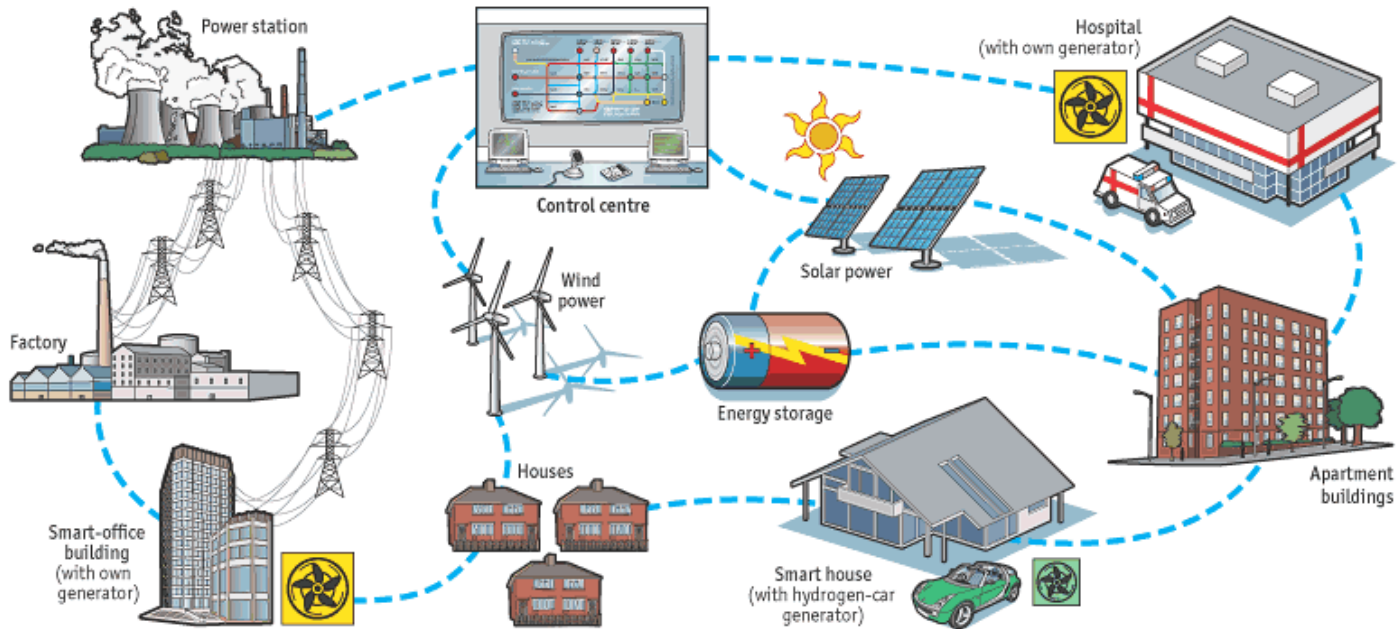 Power station
Hospital
(with own generator)
Control centre
Wind
power
Solar power
Factory
Energy storage
Houses
Apartment
buildings
Smart-office
building
(with own
generator)
Smart house
(with hydrogen-car
generator)